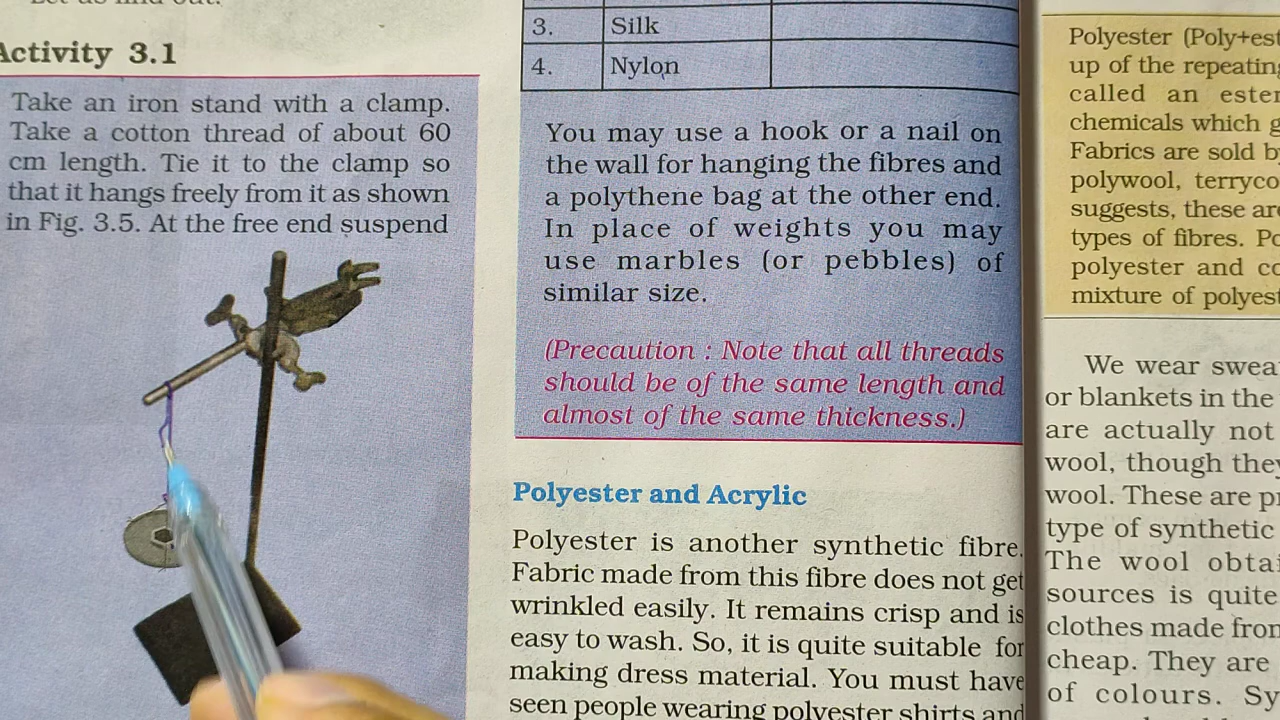 Activity 3.1
Take an iron stand with a clamp.
Take a cotton thread of about 60
cm length. Tie it to the clamp so
that it hangs freely from it as shown
in Fig. 3.5. At the free end suspend
3. Silk
4. Nylon
You may use a hook or a nail on
the wall for hanging the fibres and
a polythene bag at the other end.
In place of weights you may
use marbles (or pebbles) of
similar size.
(Precaution : Note that all threads
should be of the same length and
almost of the same thickness.)
Polyester and Acrylic
Polyester is another synthetic fibre.
Fabric made from this fibre does not get
wrinkled easily. It remains crisp and is
easy to wash. So, it is quite suitable for
making dress material. You must have
seen people wearing polyester shirts and
Polyester (Poly+est
up of the repeating
called an ester
chemicals which g
Fabrics are sold b
polywool, terryco
suggests, these are
types of fibres. Po
polyester and co
mixture of polyest
We wear swea
or blankets in the
are actually not
wool, though they
wool. These are pr
type of synthetic
The wool obtai
sources is quite
clothes made from
cheap. They are
of colours. Sy